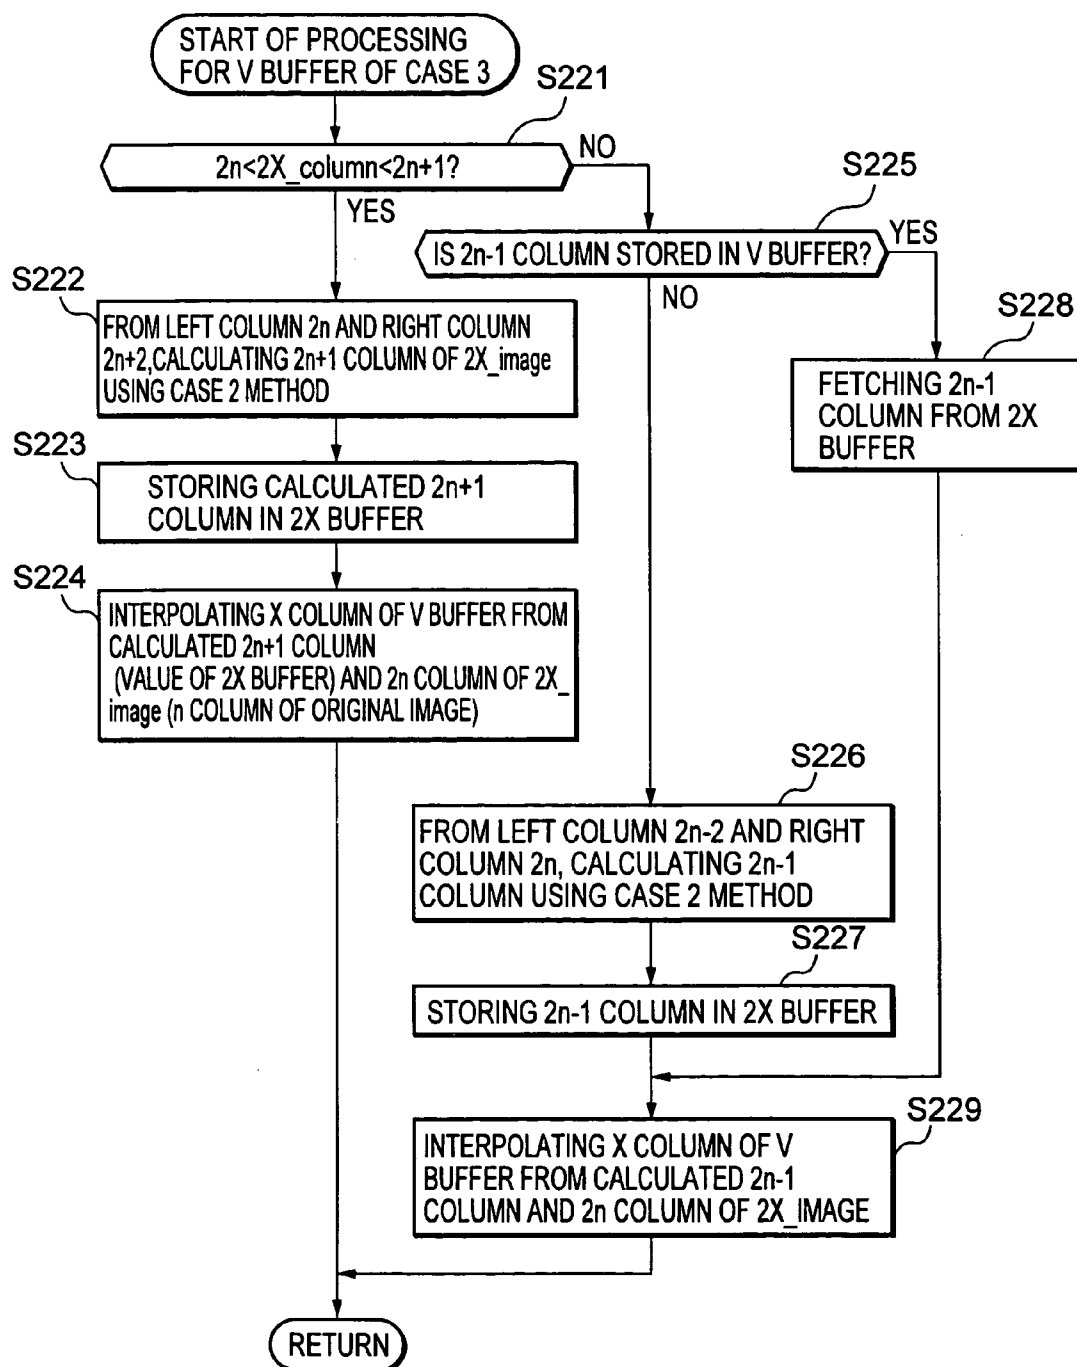 START OF PROCESSING
FOR V BUFFER OF CASE 3
S221
2n<2X_column<2n+1?
NO
YES
S225
IS 2n-1 COLUMN STORED IN V BUFFER?
YES
NO
S222
FROM LEFT COLUMN 2n AND RIGHT COLUMN
2n+2,CALCULATING 2n+1 COLUMN OF 2X_image
USING CASE 2 METHOD
S228
FETCHING 2n-1
COLUMN FROM 2X
BUFFER
S223
STORING CALCULATED 2n+1
COLUMN IN 2X BUFFER
S224
INTERPOLATING X COLUMN OF V BUFFER FROM
CALCULATED 2n+1 COLUMN
(VALUE OF 2X BUFFER) AND 2n COLUMN OF 2X_
image (n COLUMN OF ORIGINAL IMAGE)
S226
FROM LEFT COLUMN 2n-2 AND RIGHT
COLUMN 2n, CALCULATING 2n-1
COLUMN USING CASE 2 METHOD
S227
STORING 2n-1 COLUMN IN 2X BUFFER
S229
INTERPOLATING X COLUMN OF V
BUFFER FROM CALCULATED 2n-1
COLUMN AND 2n COLUMN OF 2X_IMAGE
RETURN